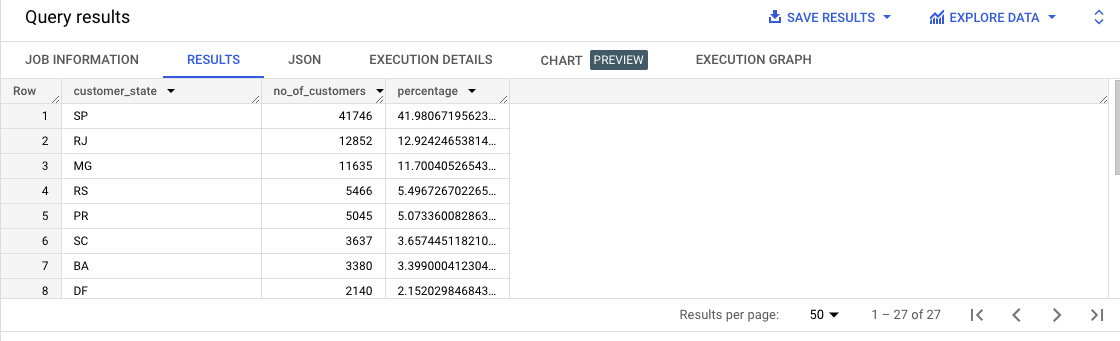 Query results SAVE RESULTS EXPLORE DATA
JOB INFORMATION RESULTS JSON EXECUTION DETAILS CHART PREVIEW EXECUTION GRAPH
Row customer_state no_of_customers percentage
1 SP 41746 41.98067195623...
2 RJ 12852 12.92424653814...
3 MG 11635 11.70040526543...
4 RS 5466 5.496726702265...
5 PR 5045 5.073360082863...
6 SC 3637 3.657445118210...
7 BA 3380 3.399000412304...
8 DF 2140 2.152029846843...
Results per page: 50 1 – 27 of 27